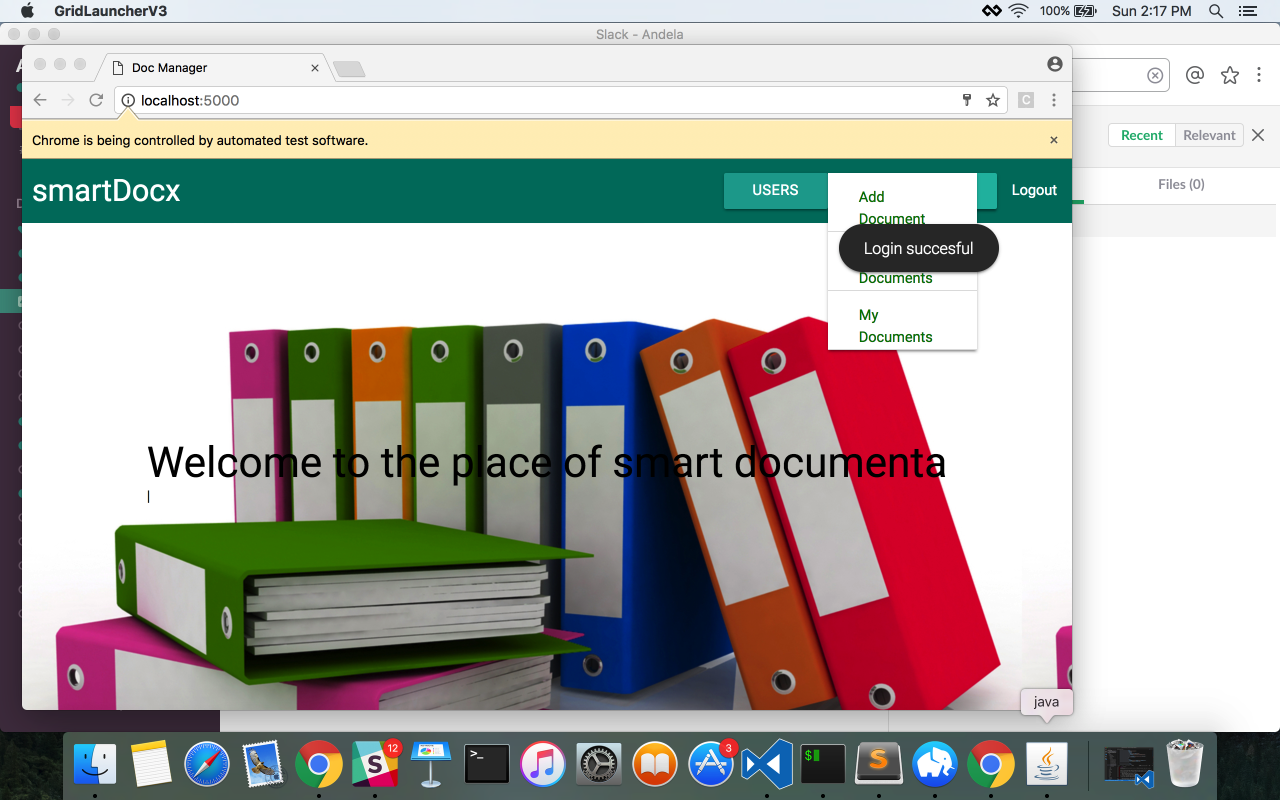 GridLauncherV3
100%
Sun 2:17 PM
Slack - Andela
Doc Manager
localhost:5000
C
Chrome is being controlled by automated test software.
Recent
Relevant
Files (0)
smartDocx
USERS
Logout
Add
Document
Login succesful
Documents
My
Documents
Welcome to the place of smart documenta
java
12
3